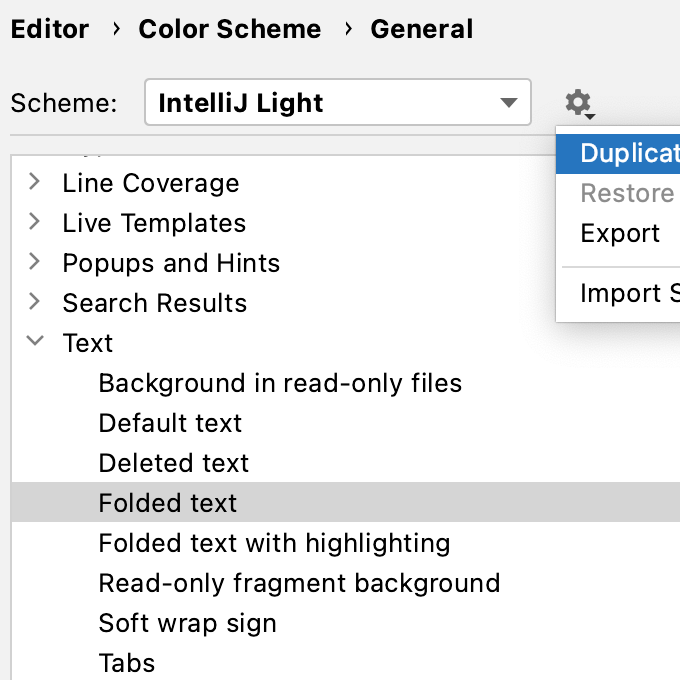 Editor › Color Scheme › General
Scheme: IntelliJ Light
Duplicat
Restore
Export
Import S
Line Coverage
Live Templates
Popups and Hints
Search Results
Text
Background in read-only files
Default text
Deleted text
Folded text
Folded text with highlighting
Read-only fragment background
Soft wrap sign
Tabs